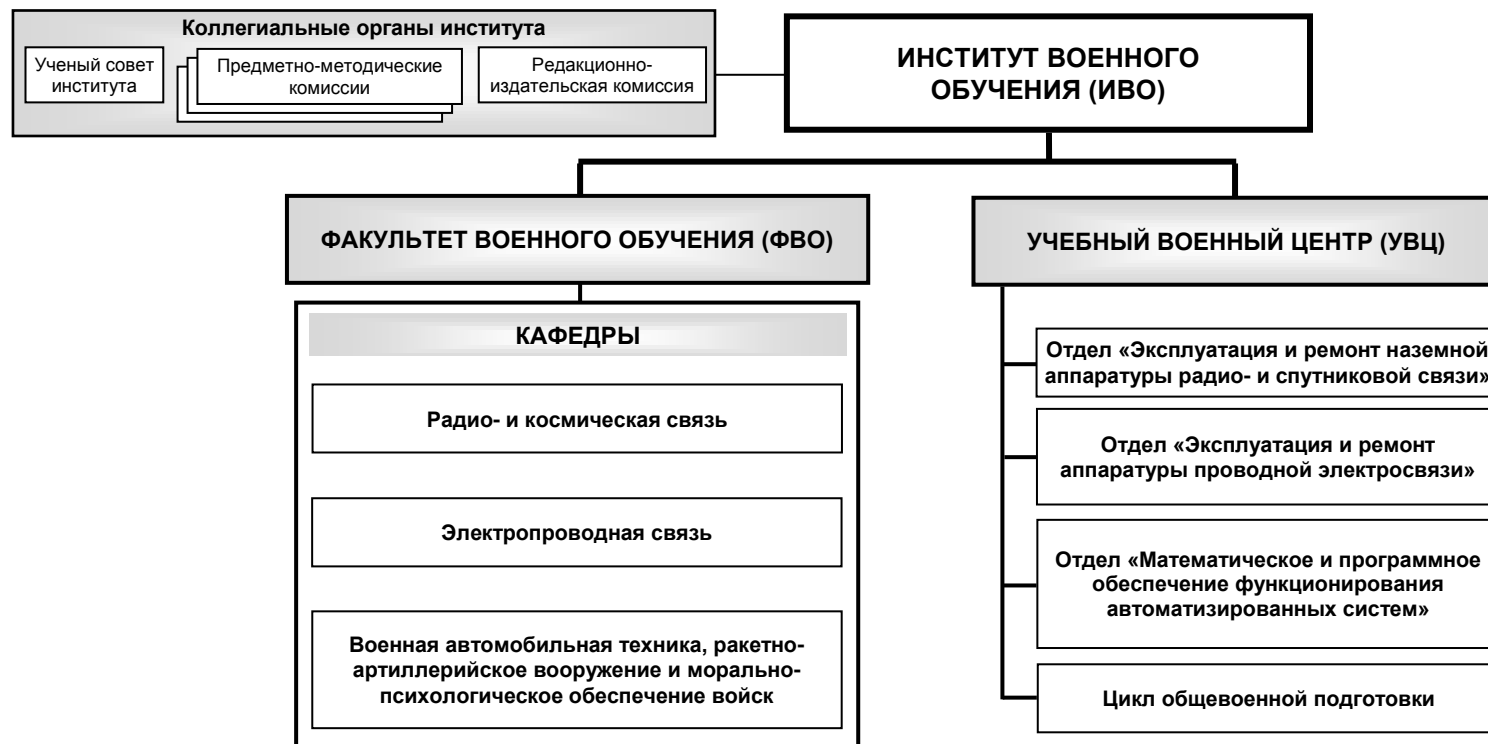 Коллегиальные органы института
Ученый совет
института
Предметно-методические
комиссии
Редакционно-
издательская комиссия
ИНСТИТУТ ВОЕННОГО
ОБУЧЕНИЯ (ИВО)
ФАКУЛЬТЕТ ВОЕННОГО ОБУЧЕНИЯ (ФВО)
КАФЕДРЫ
Радио- и космическая связь
Электропроводная связь
Военная автомобильная техника, ракетно-
артиллерийское вооружение и морально-
психологическое обеспечение войск
УЧЕБНЫЙ ВОЕННЫЙ ЦЕНТР (УВЦ)
Отдел «Эксплуатация и ремонт наземной
аппаратуры радио- и спутниковой связи»
Отдел «Эксплуатация и ремонт
аппаратуры проводной электросвязи»
Отдел «Математическое и программное
обеспечение функционирования
автоматизированных систем»
Цикл общевоенной подготовки